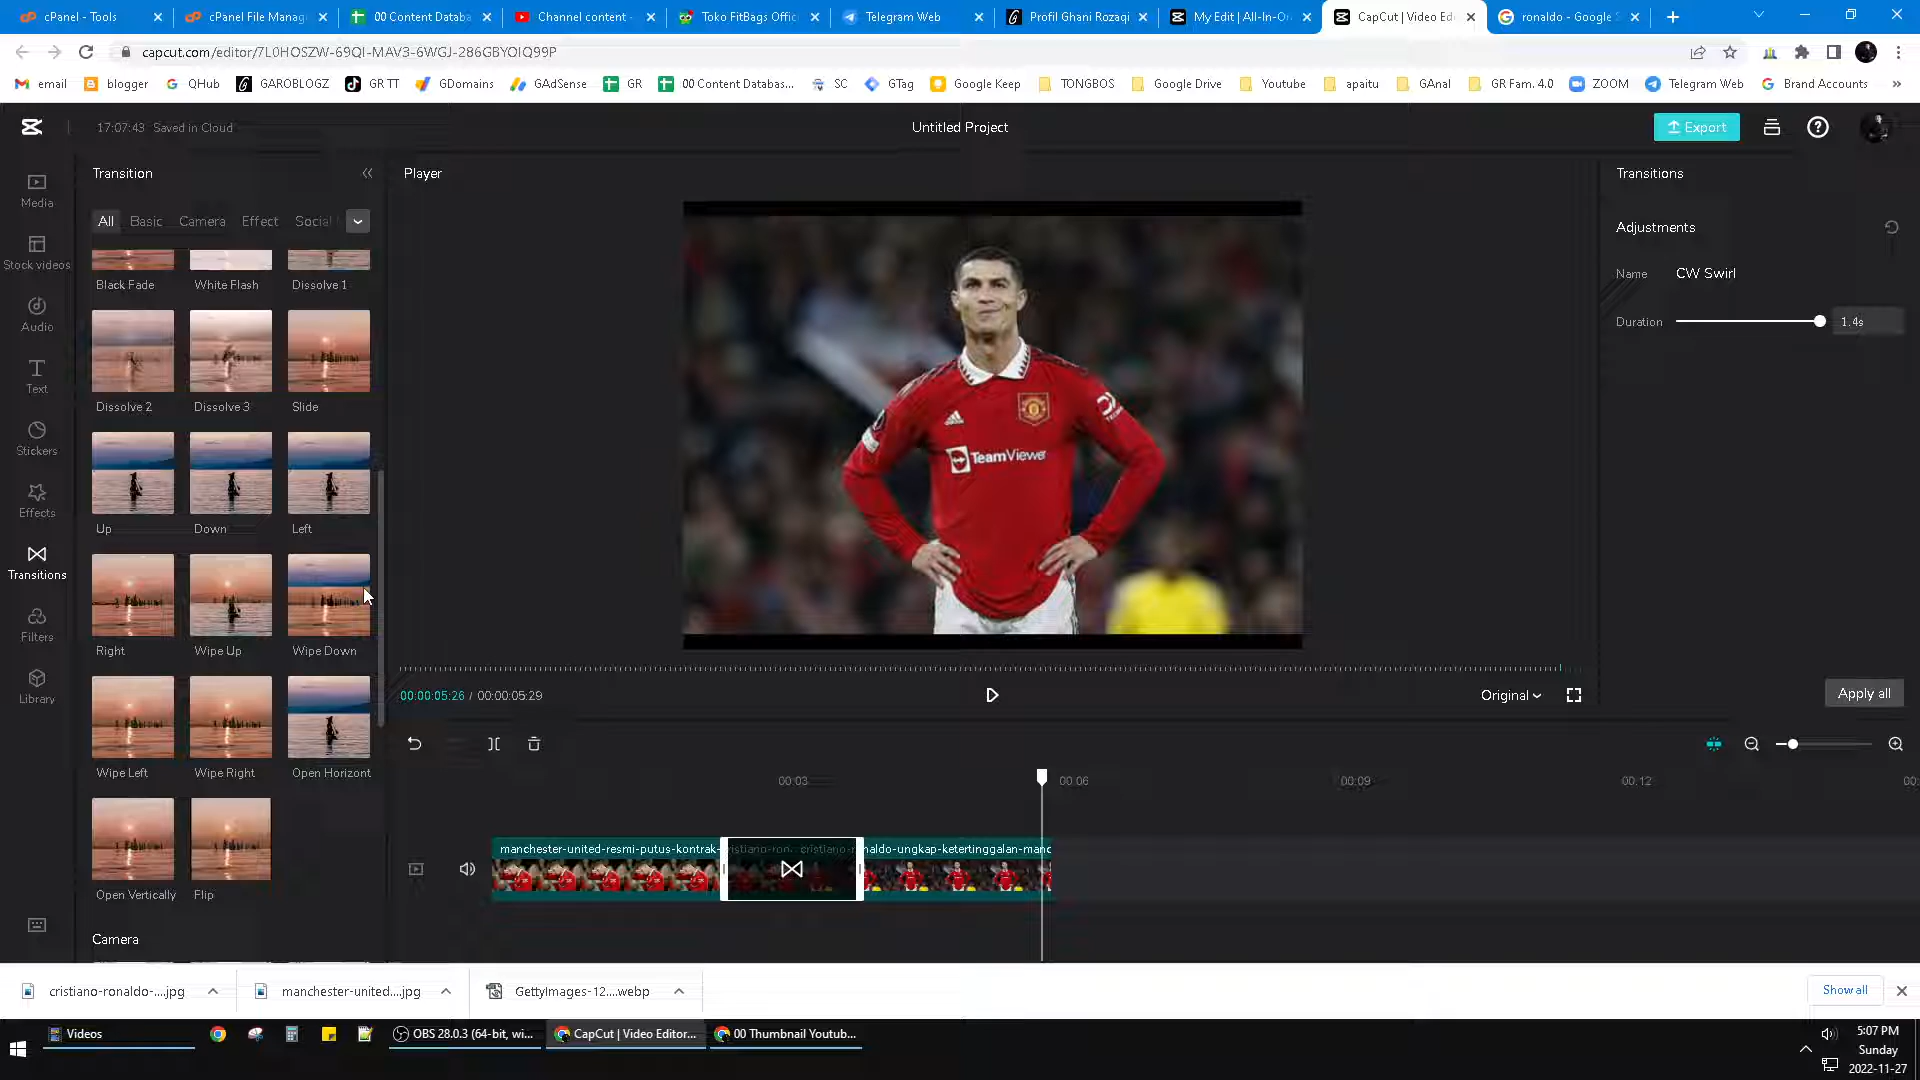 cPanel - Tools
cPanel File Manag
00 Content Databa
Channel content -
Toko FitBags Offic
Telegram Web
Profil Ghani Rozaqi
My Edit | All-In-O
CapCut | Video Ed
ronaldo - Google S
capcut.com/editor/7L0HOSZW-69QI-MAV3-6WGJ-286GBYOIQ99P
email
blogger
QHub
GAROBLOGZ
GR TT
GDomains
GAdSense
GR
00 Content Databas...
SC
GTag
Google Keep
TONGBOS
Google Drive
Youtube
apaitu
GAnal
GR Fam. 4.0
ZOOM
Telegram Web
Brand Accounts
17:07:43 Saved in Cloud
Untitled Project
Export
Media
Stock videos
Audio
Text
Stickers
Effects
Transitions
Filters
Library
Transition
All Basic Camera Effect Social
Black Fade White Flash Dissolve 1
Dissolve 2 Dissolve 3 Slide
Up Down Left
Right Wipe Up Wipe Down
Wipe Left Wipe Right Open Horizont
Open Vertically Flip
Camera
Player
TeamViewer
00:00:05:26 / 00:00:05:29
Original
Transitions
Adjustments
Name CW Swirl
Duration 1.4s
Apply all
00:03 00:06 00:09 00:12 00:
manchester-united-resmi-putus-kontrak-
ristiano-ron...
cristiano-r
naldo-ungkap-ketertinggalan-manc
cristiano-ronaldo-....jpg
manchester-united....jpg
GettyImages-12....webp
Show all
Videos
OBS 28.0.3 (64-bit, wi...
CapCut | Video Editor...
00 Thumbnail Youtub...
5:07 PM
Sunday
2022-11-27